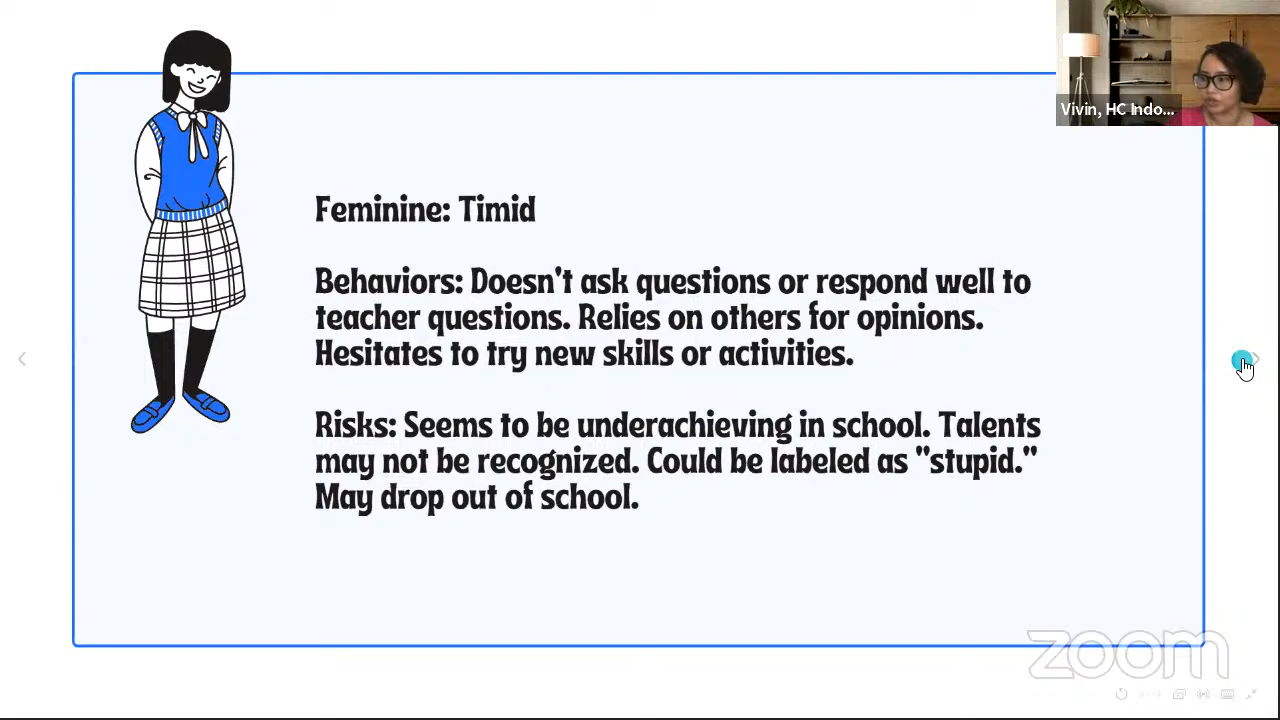 Vivin, HC Indo...
Feminine: Timid
Behaviors: Doesn't ask questions or respond well to
teacher questions. Relies on others for opinions.
Hesitates to try new skills or activities.
Risks: Seems to be underachieving in school. Talents
may not be recognized. Could be labeled as "stupid."
May drop out of school.
zoom